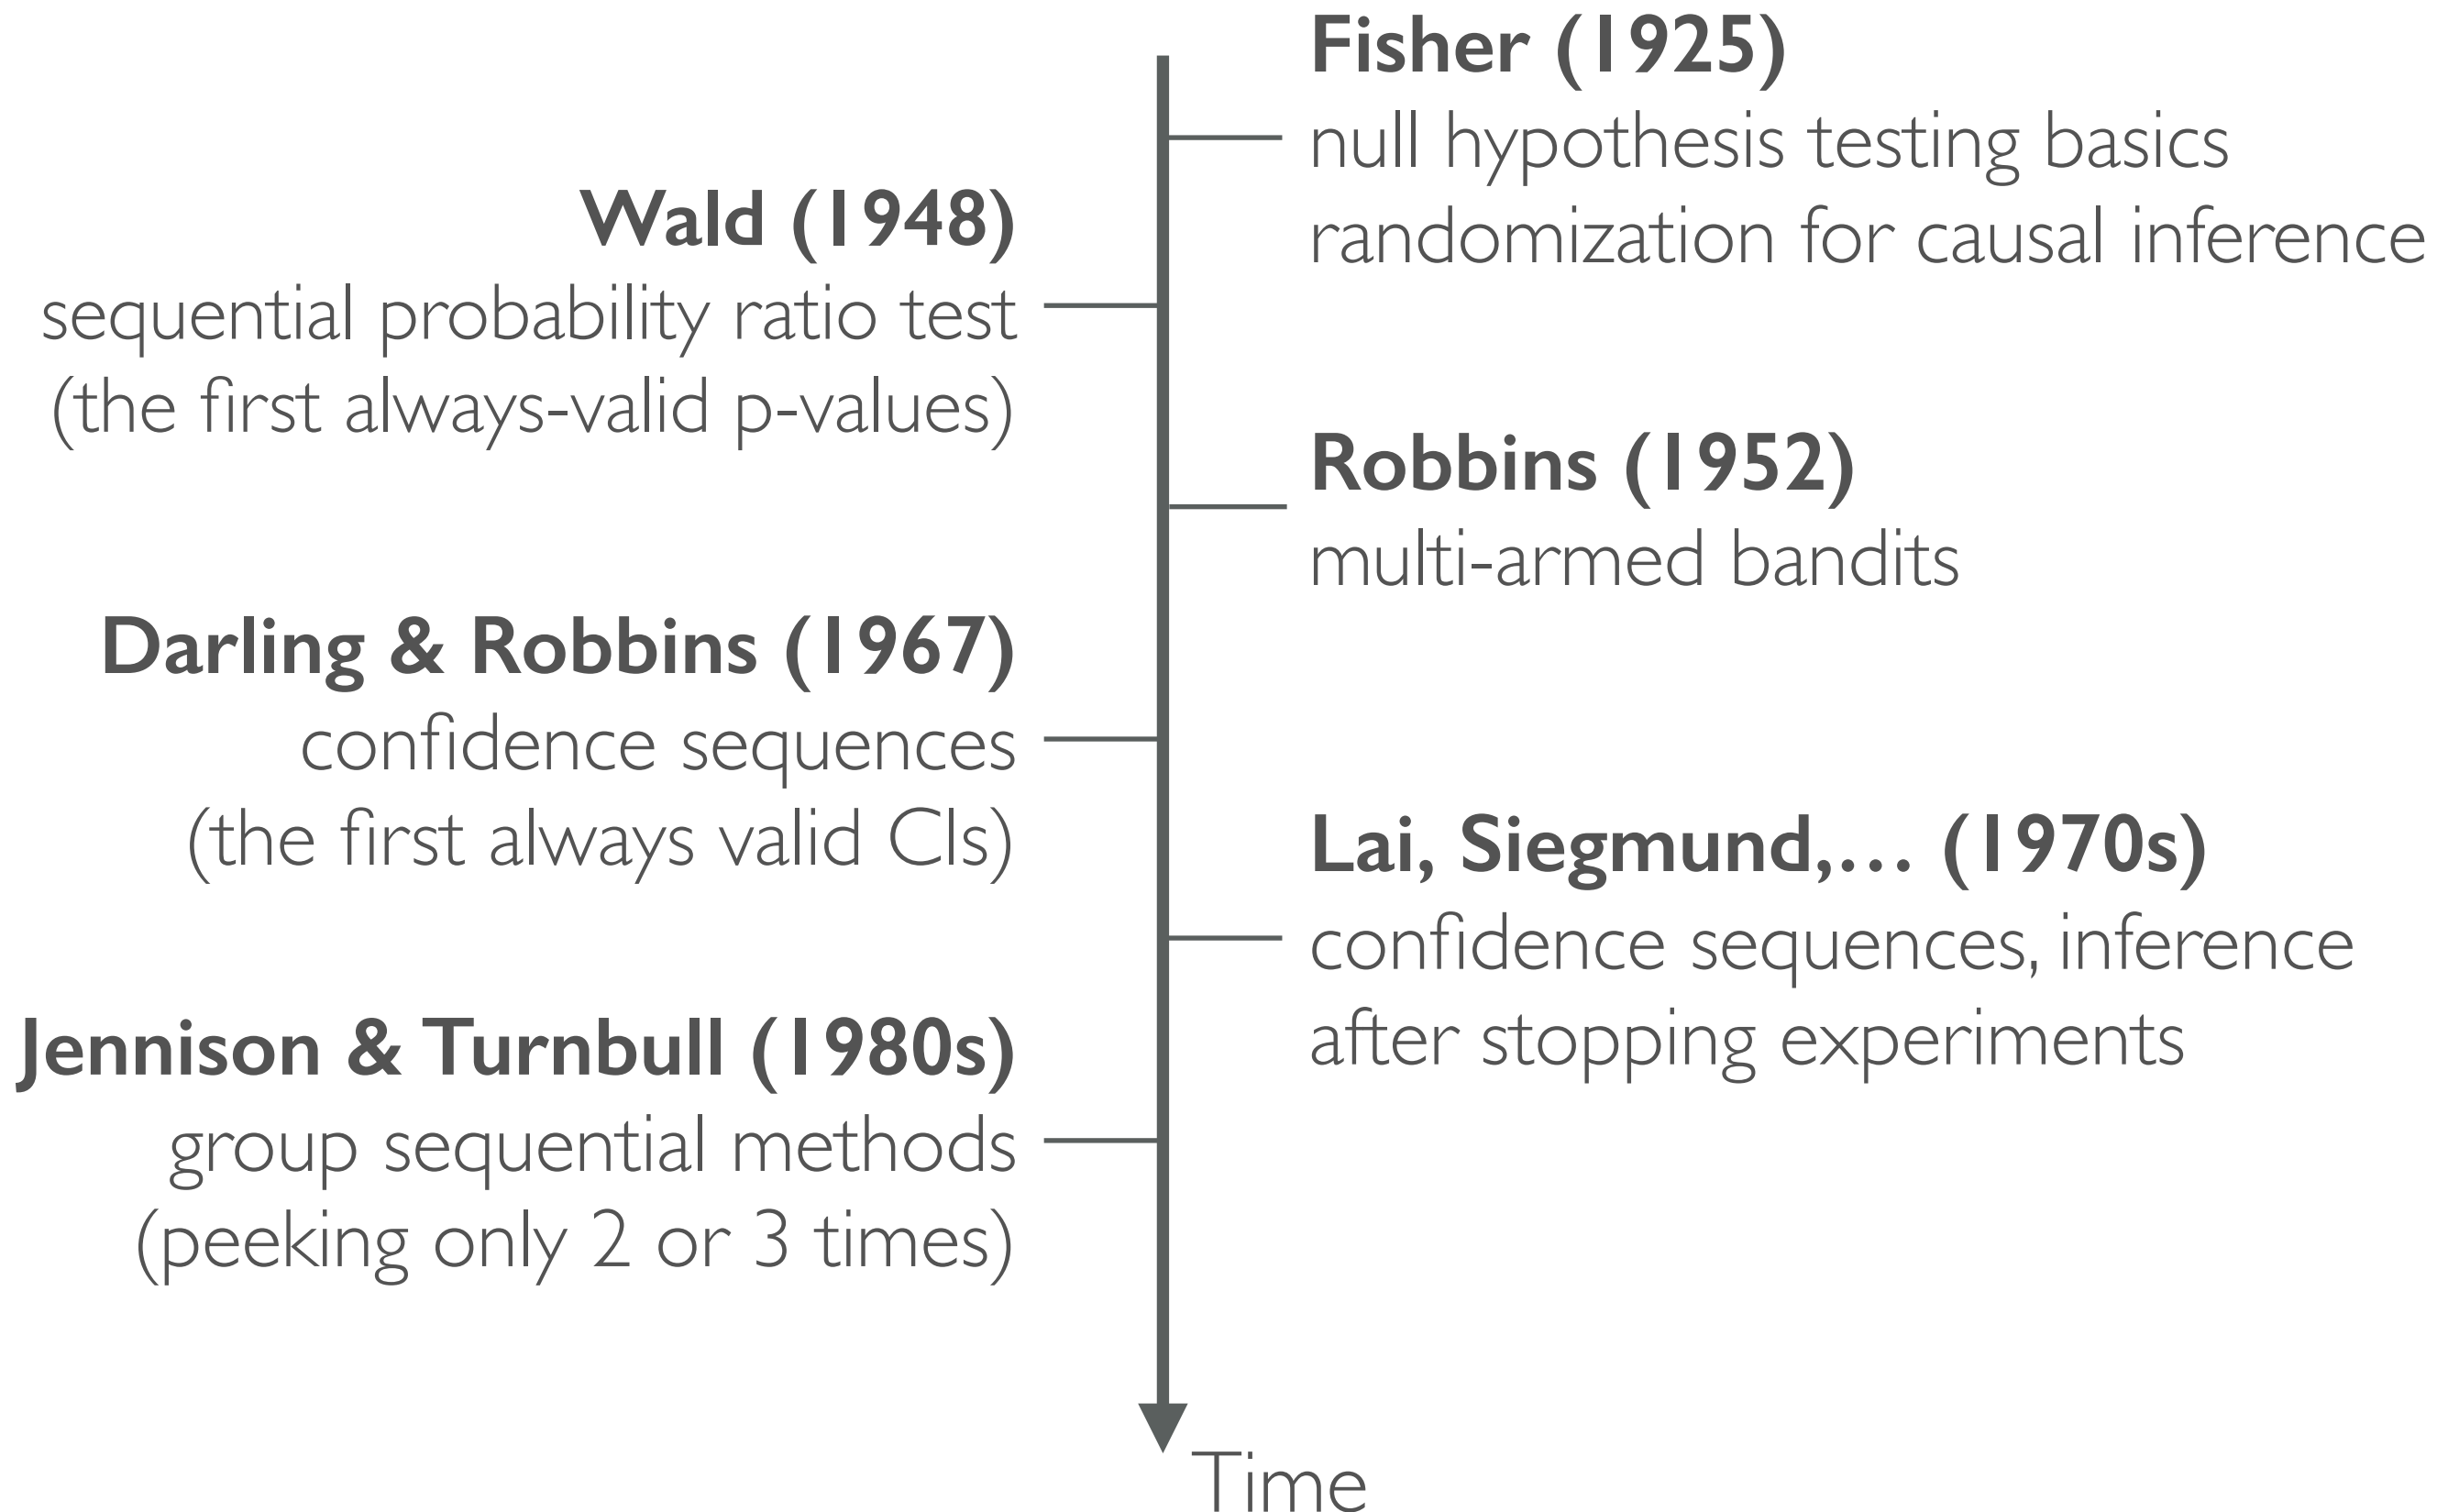 Fisher (1925)
null hypothesis testing basics
randomization for causal inference
Wald (1948)
sequential probability ratio test
(the first always-valid p-values)
Robbins (1952)
multi-armed bandits
Darling & Robbins (1967)
confidence sequences
(the first always valid CIs)
Lai, Siegmund,... (1970s)
confidence sequences, inference
after stopping experiments
Jennison & Turnbull (1980s)
group sequential methods
(peeking only 2 or 3 times)
Time